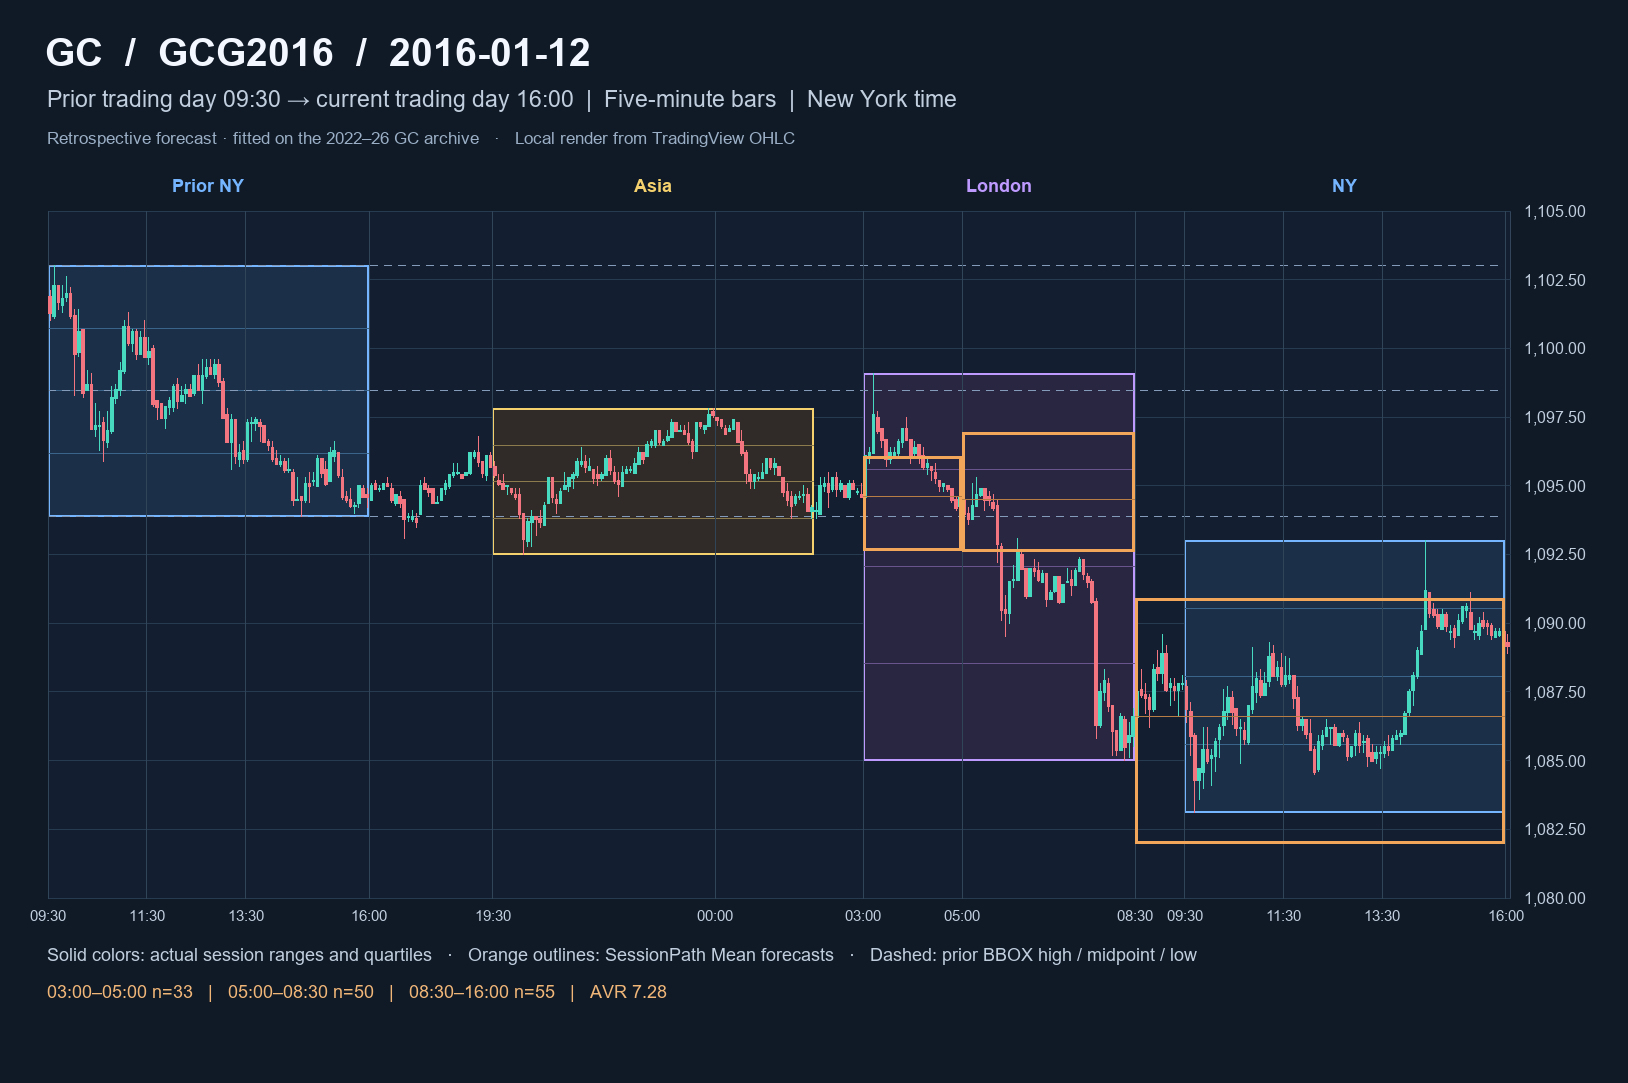 GC / GCG2016 / 2016-01-12
Prior trading day 09:30 → current trading day 16:00 | Five-minute bars | New York time
Retrospective forecast · fitted on the 2022–26 GC archive · Local render from TradingView OHLC
Prior NY Asia London NY
1,105.00
1,102.50
1,100.00
1,097.50
1,095.00
1,092.50
1,090.00
1,087.50
1,085.00
1,082.50
1,080.00
09:30 11:30 13:30 16:00 19:30 00:00 03:00 05:00 08:30 09:30 11:30 13:30 16:00
Solid colors: actual session ranges and quartiles · Orange outlines: SessionPath Mean forecasts · Dashed: prior BBOX high / midpoint / low
03:00–05:00 n=33 | 05:00–08:30 n=50 | 08:30–16:00 n=55 | AVR 7.28